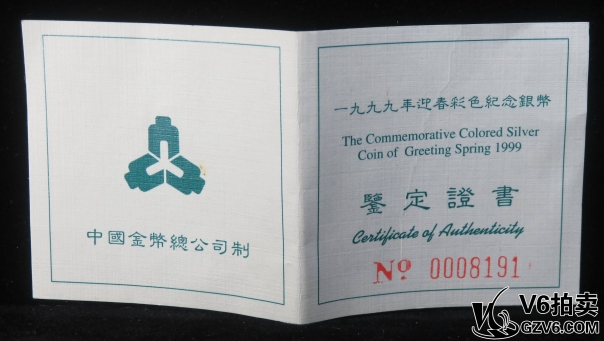 中國金幣總公司制
一九九九年迎春彩色紀念銀幣
The Commemorative Colored Silver
Coin of Greeting Spring 1999
鑒定證書
Certificate of Authenticity
Nº 0008191
V6拍卖
GZV6.COM